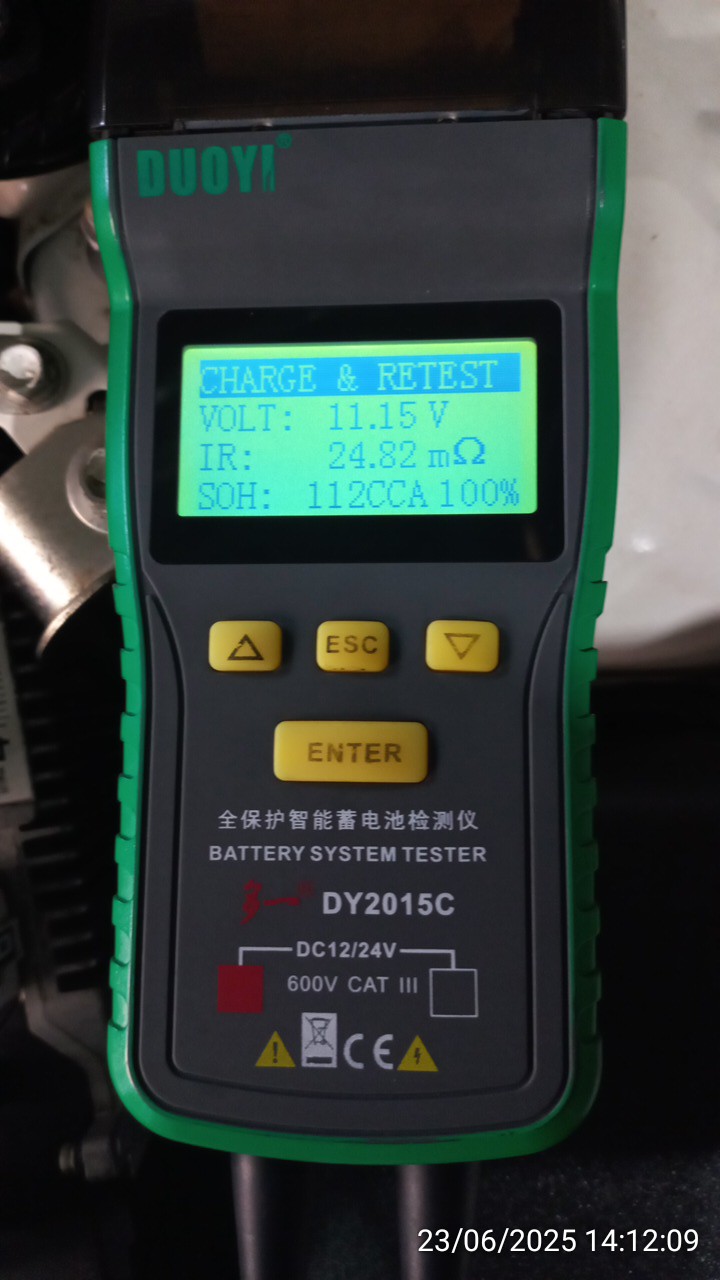 DUOYI®
CHARGE & RETEST
VOLT: 11.15 V
IR: 24.82 mΩ
SOH: 112CCA 100%
ESC
ENTER
全保护智能蓄电池检测仪
BATTERY SYSTEM TESTER
多一® DY2015C
DC12/24V
600V CAT III
CE
23/06/2025 14:12:09